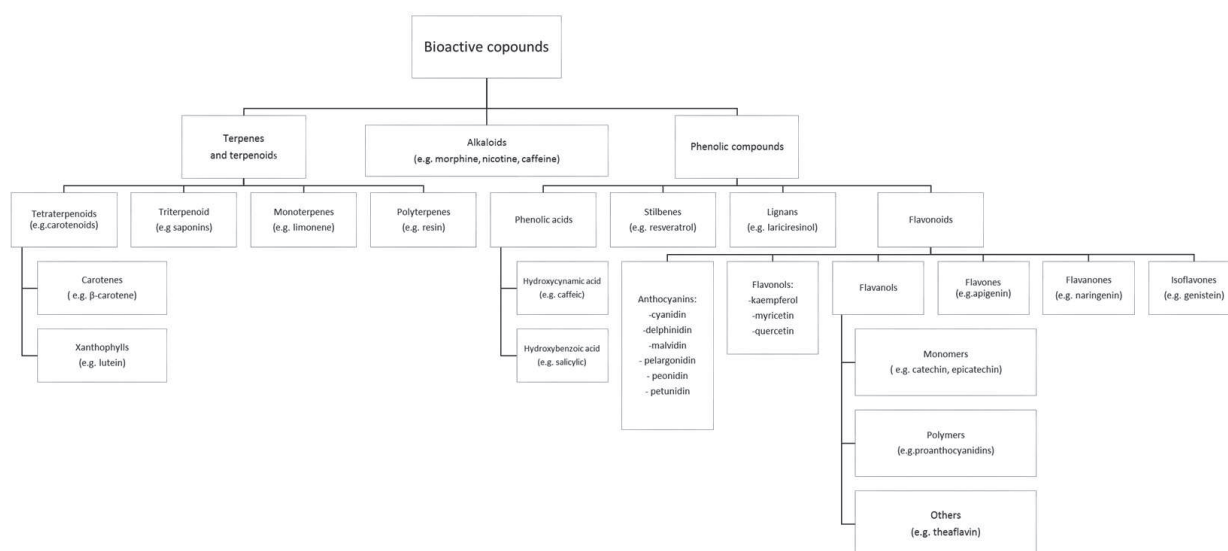 Bioactive copounds
Terpenes
and terpenoids
Alkaloids
(e.g. morphine, nicotine, caffeine)
Phenolic compounds
Tetraterpenoids
(e.g.carotenoids)
Triterpenoid
(e.g saponins)
Monoterpenes
(e.g. limonene)
Polyterpenes
(e.g. resin)
Phenolic acids
Stilbenes
(e.g. resveratrol)
Lignans
(e.g. lariciresinol)
Flavonoids
Carotenes
( e.g. β-carotene)
Xanthophylls
(e.g. lutein)
Hydroxycynamic acid
(e.g. caffeic)
Hydroxybenzoic acid
(e.g. salicylic)
Anthocyanins:
-cyanidin
-delphinidin
-malvidin
- pelargonidin
- peonidin
- petunidin
Flavonols:
-kaempferol
-myricetin
-quercetin
Flavanols
Flavones
(e.g.apigenin)
Flavanones
(e.g. naringenin)
Isoflavones
(e.g. genistein)
Monomers
( e.g. catechin, epicatechin)
Polymers
(e.g.proanthocyanidins)
Others
(e.g. theaflavin)